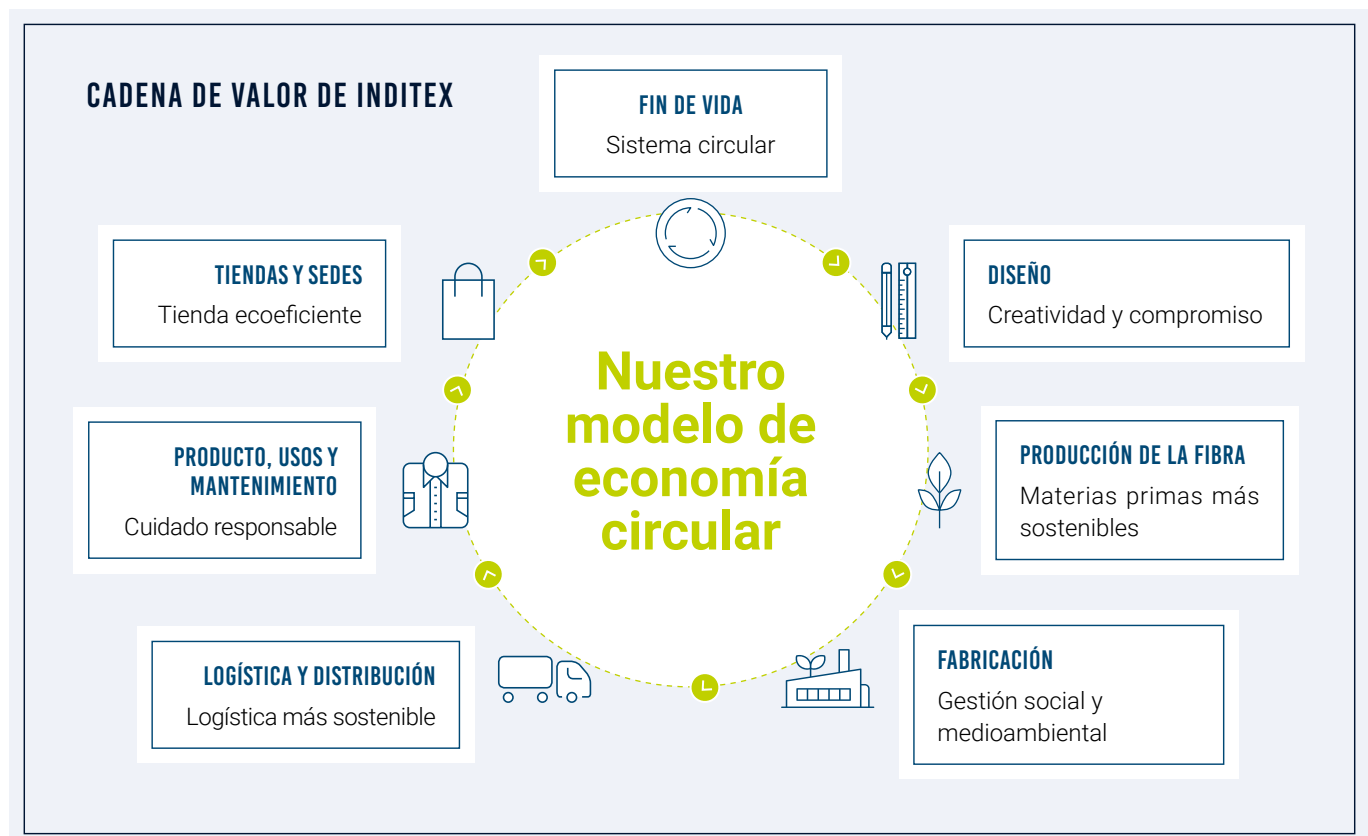 CADENA DE VALOR DE INDITEX
FIN DE VIDA
Sistema circular
DISEÑO
Creatividad y compromiso
PRODUCCIÓN DE LA FIBRA
Materias primas más
sostenibles
FABRICACIÓN
Gestión social y
medioambiental
LOGÍSTICA Y DISTRIBUCIÓN
Logística más sostenible
PRODUCTO, USOS Y
MANTENIMIENTO
Cuidado responsable
TIENDAS Y SEDES
Tienda ecoeficiente
Nuestro
modelo de
economía
circular